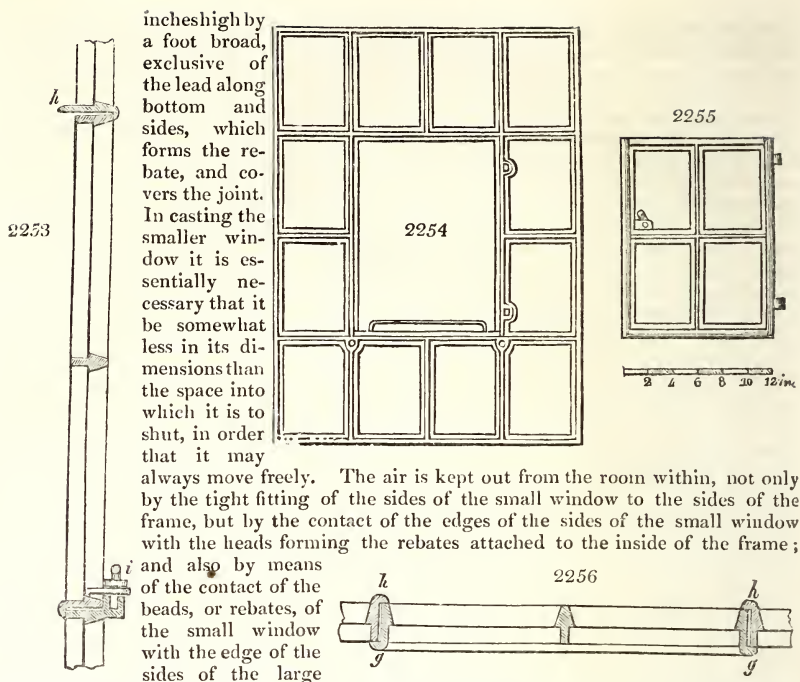 incheshigh by
a foot broad,
exclusive of
the lead along
bottom and
sides, which
forms the re-
bate, and co-
vers the joint.
In casting the
smaller win-
dow it is es-
sentially ne-
cessary that it
be somewhat
less in its di-
mensions than
the space into
which it is to
shut, in order
that it may
always move freely. The air is kept out from the room within, not only
by the tight fitting of the sides of the small window to the sides of the
frame, but by the contact of the edges of the sides of the small window
with the heads forming the rebates attached to the inside of the frame;
and also by means
of the contact of the
beads, or rebates, of
the small window
with the edge of the
sides of the large
h
2253
i
2254
2255
2 4 6 8 10 12 in.
2256
h
h
g
g